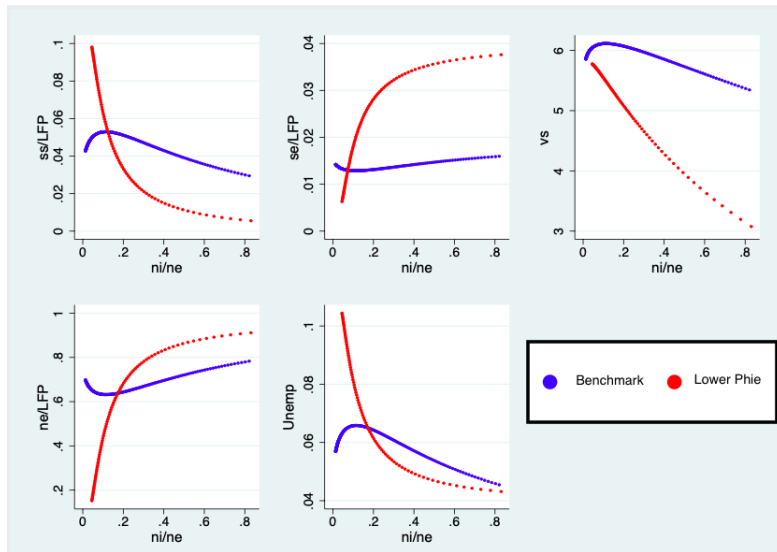 ss/LFP
.1
.08
.06
.04
.02
0
0 .2 .4 .6 .8
ni/ne
se/LFP
.04
.03
.02
.01
0
0 .2 .4 .6 .8
ni/ne
vs
6
5
4
3
0 .2 .4 .6 .8
ni/ne
ne/LFP
1
.8
.6
.4
.2
0 .2 .4 .6 .8
ni/ne
Unemp
.1
.08
.06
.04
0 .2 .4 .6 .8
ni/ne
Benchmark Lower Phie